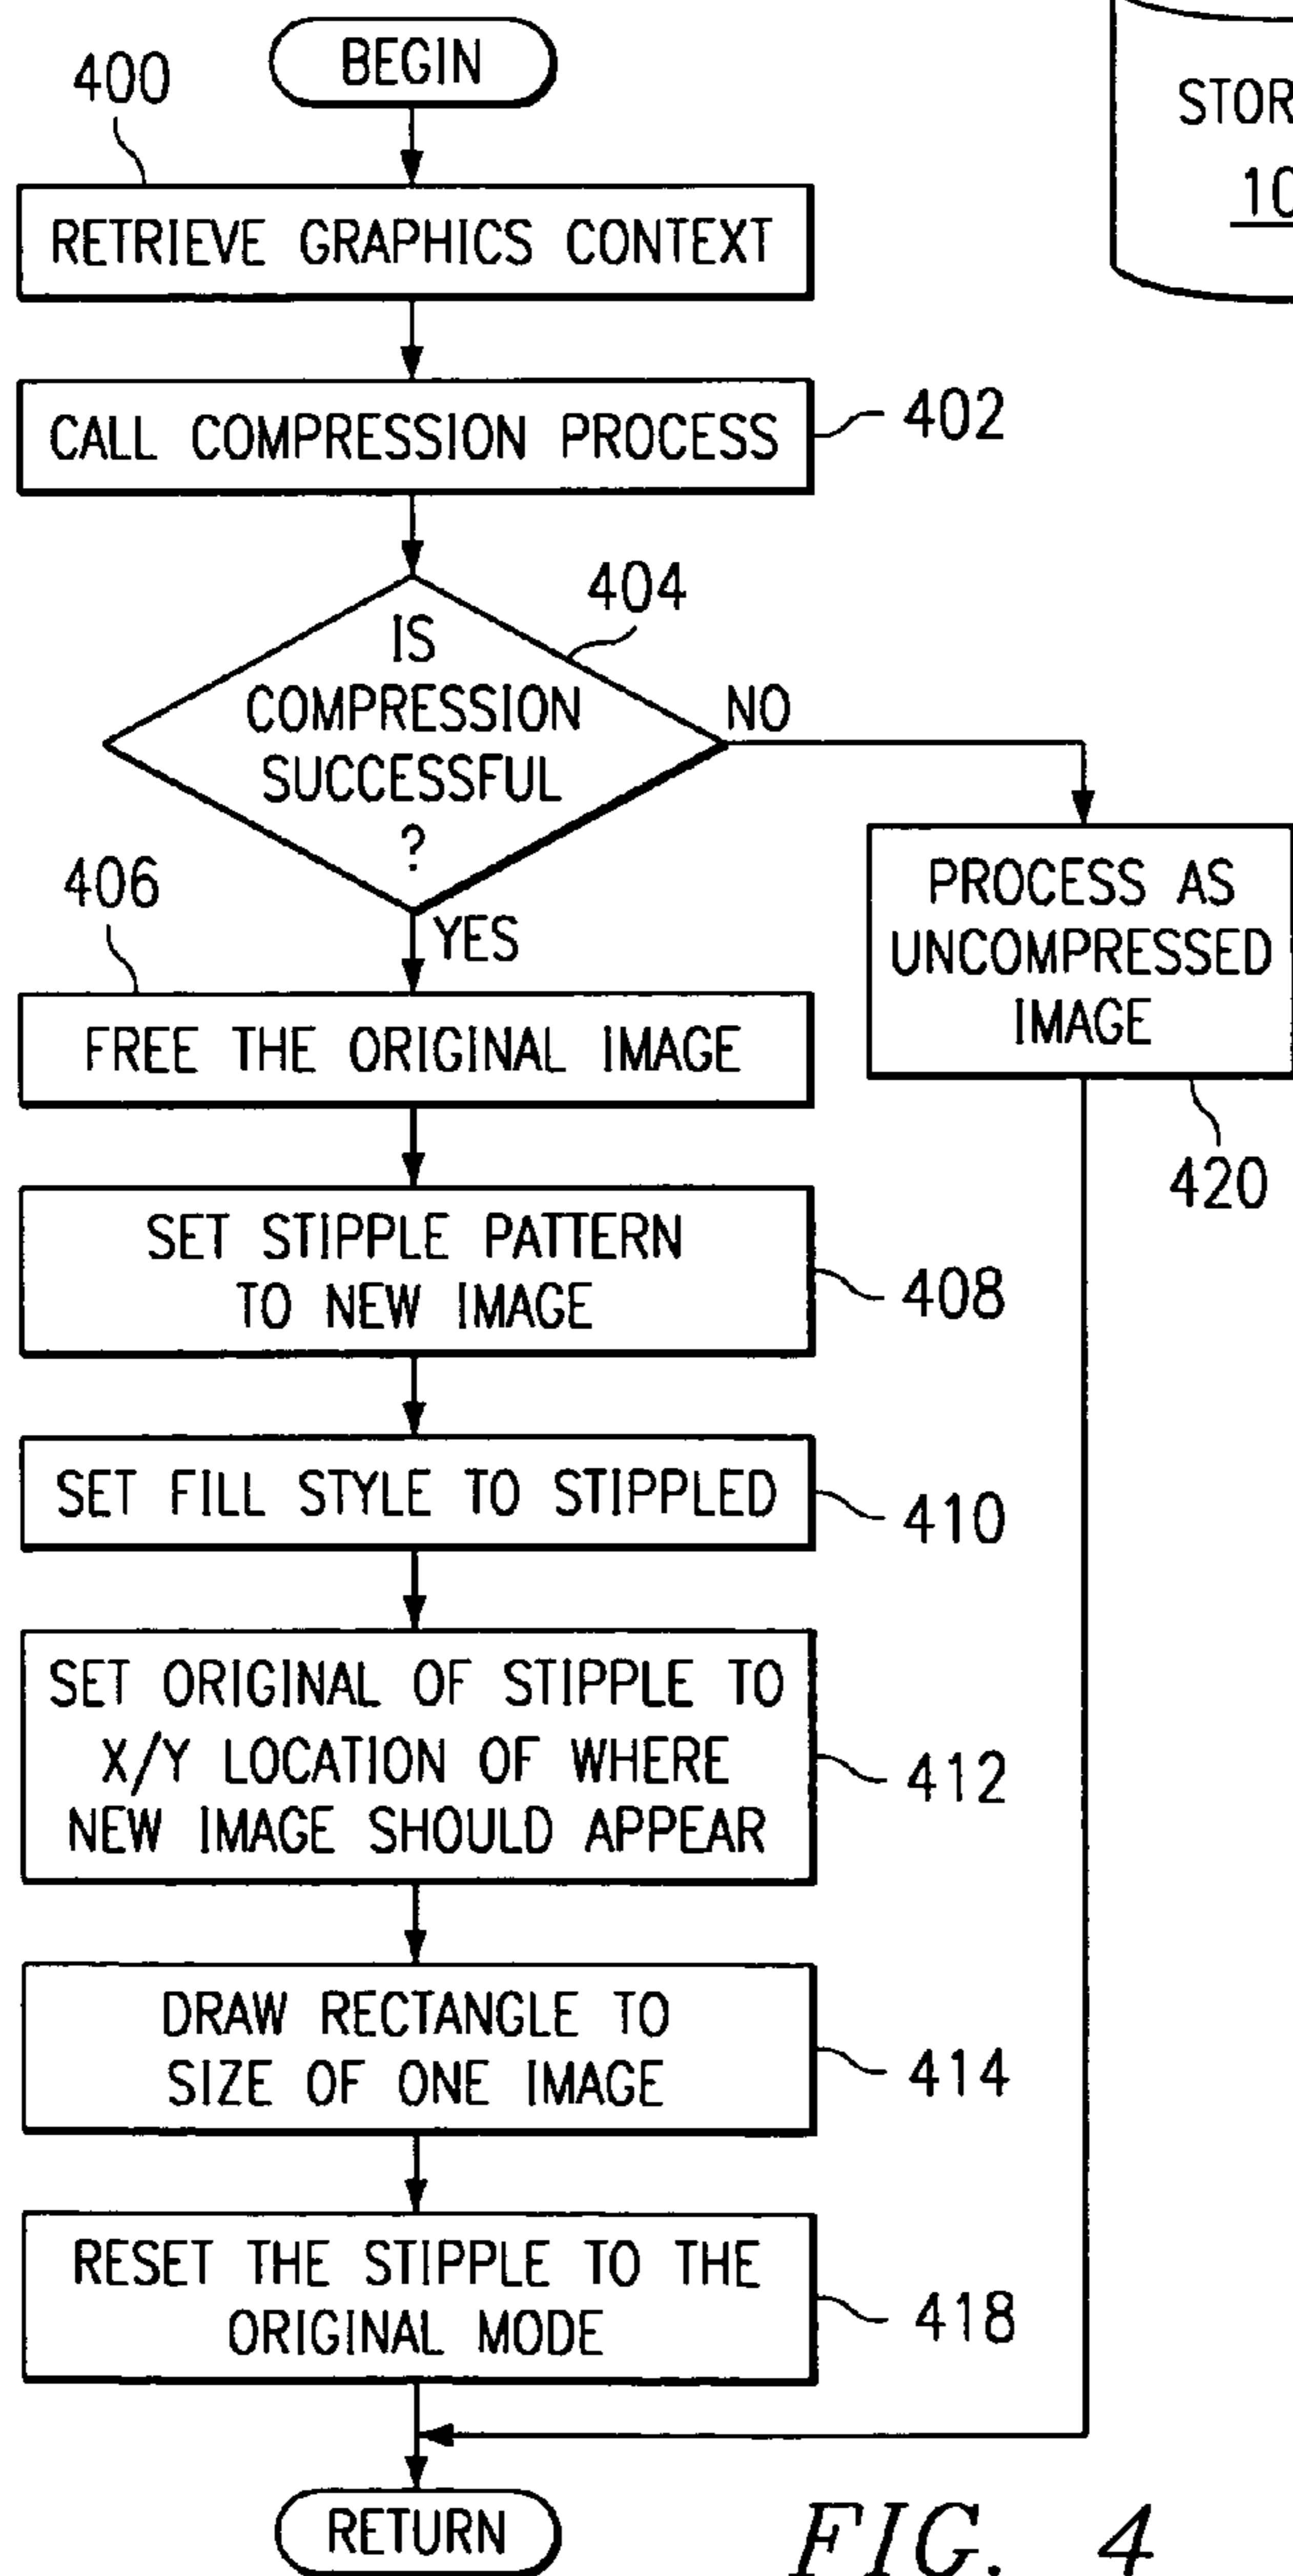 BEGIN
400
RETRIEVE GRAPHICS CONTEXT
CALL COMPRESSION PROCESS
402
404
IS
COMPRESSION
SUCCESSFUL
?
NO
YES
PROCESS AS
UNCOMPRESSED
IMAGE
420
406
FREE THE ORIGINAL IMAGE
SET STIPPLE PATTERN
TO NEW IMAGE
408
SET FILL STYLE TO STIPPLED
410
SET ORIGINAL OF STIPPLE TO
X/Y LOCATION OF WHERE
NEW IMAGE SHOULD APPEAR
412
DRAW RECTANGLE TO
SIZE OF ONE IMAGE
414
RESET THE STIPPLE TO THE
ORIGINAL MODE
418
RETURN
FIG. 4